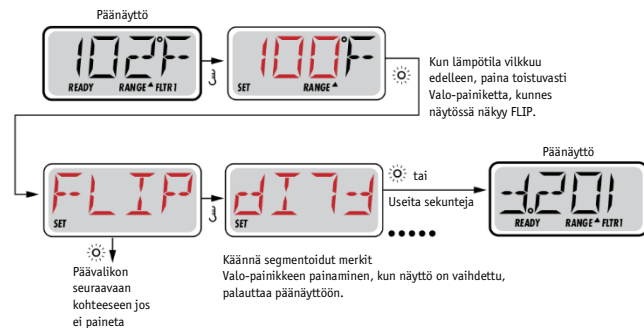 Päänäyttö
102°F
READY RANGE FLTR1
100°F
SET RANGE
Kun lämpötila vilkkuu
edelleen, paina toistuvasti
Valo-painiketta, kunnes
näytössä näkyy FLIP.
FLIP
SET
Päävalikon
seuraavaan
kohteeseen jos
ei paineta
dI7Ⅎ
SET
tai
Useita sekunteja
Päänäyttö
Ⅎ°201
READY RANGE FLTR1
Käännä segmentoidut merkit
Valo-painikkeen painaminen, kun näyttö on vaihdettu,
palauttaa päänäyttöön.